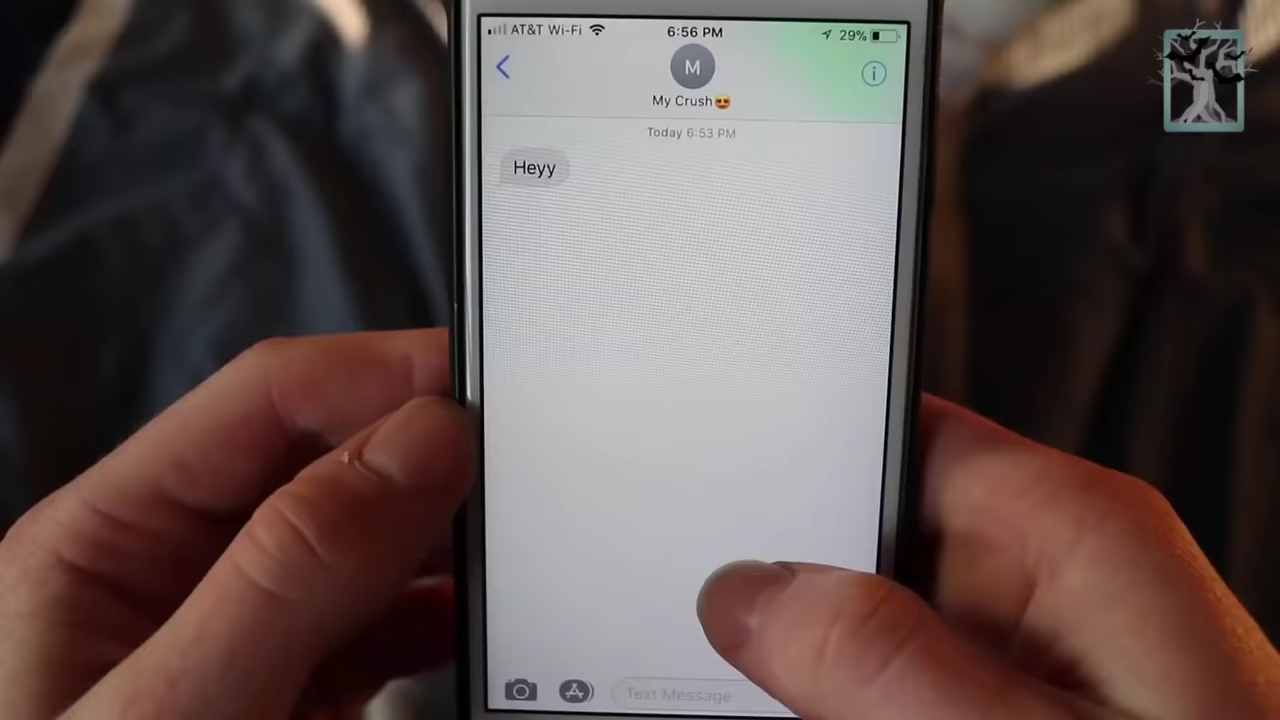 AT&T Wi-Fi 6:56 PM 29%
M
My Crush😍
Today 6:53 PM
Heyy
Text Message